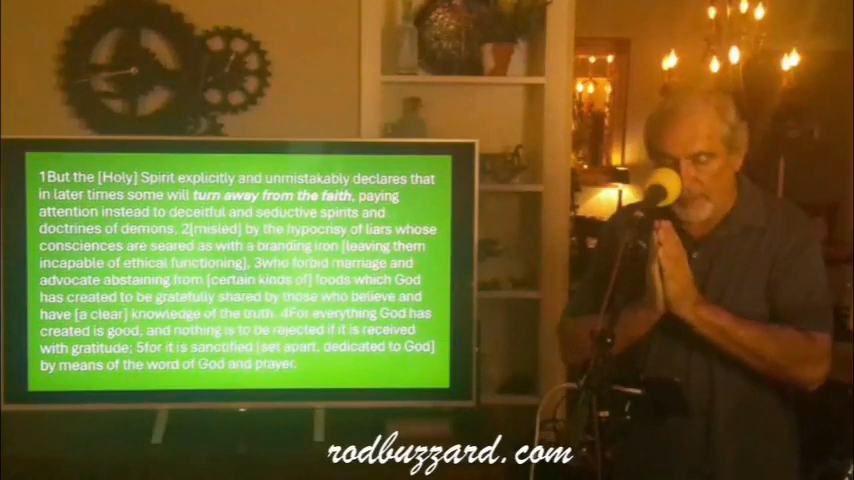 1But the [Holy] Spirit explicitly and unmistakably declares that
in later times some will turn away from the faith, paying
attention instead to deceitful and seductive spirits and
doctrines of demons, 2[misled] by the hypocrisy of liars whose
consciences are seared as with a branding iron [leaving them
incapable of ethical functioning], 3who forbid marriage and
advocate abstaining from [certain kinds of] foods which God
has created to be gratefully shared by those who believe and
have [a clear] knowledge of the truth. 4For everything God has
created is good, and nothing is to be rejected if it is received
with gratitude; 5for it is sanctified [set apart, dedicated to God]
by means of the word of God and prayer.
rodbuzzard.com